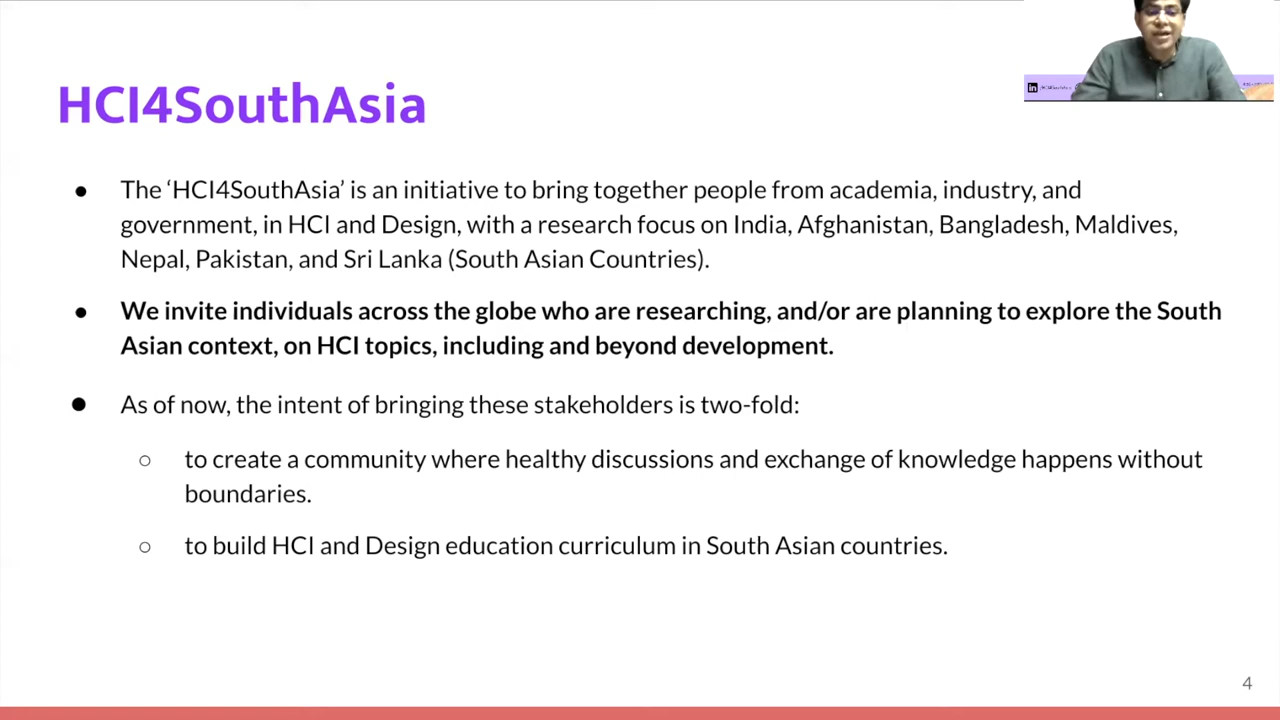 HCI4SouthAsia
● The ‘HCI4SouthAsia’ is an initiative to bring together people from academia, industry, and
government, in HCI and Design, with a research focus on India, Afghanistan, Bangladesh, Maldives,
Nepal, Pakistan, and Sri Lanka (South Asian Countries).
● We invite individuals across the globe who are researching, and/or are planning to explore the South
Asian context, on HCI topics, including and beyond development.
● As of now, the intent of bringing these stakeholders is two-fold:
○ to create a community where healthy discussions and exchange of knowledge happens without
boundaries.
○ to build HCI and Design education curriculum in South Asian countries.
4
in